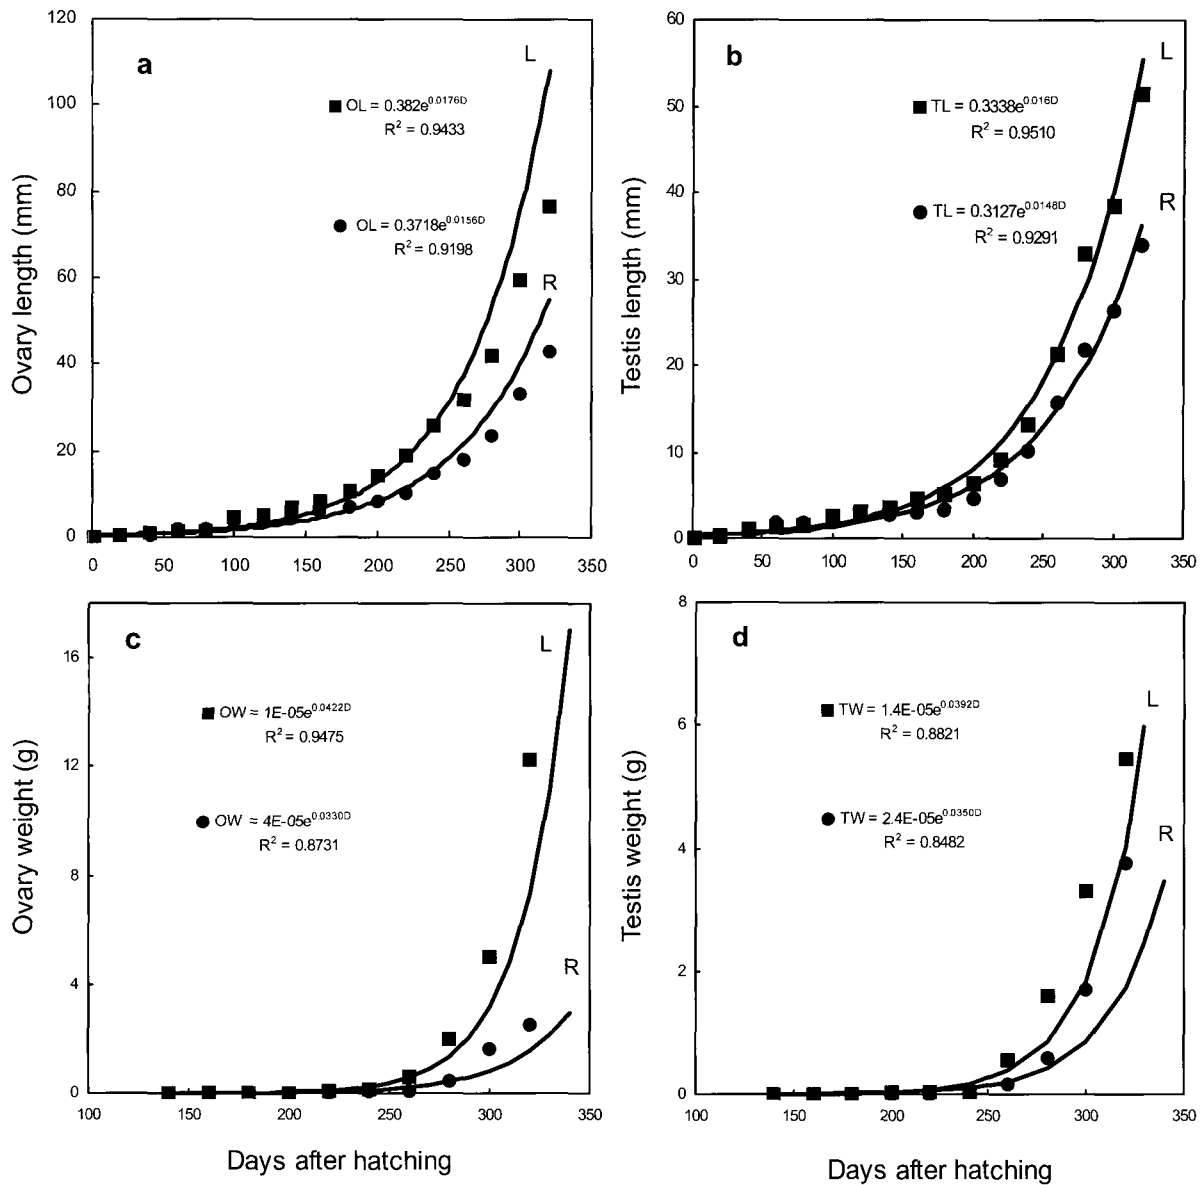 120
100
80
60
40
20
0
Ovary length (mm)
a
L
OL = 0.382e^0.0176D
R² = 0.9433
OL = 0.3718e^0.0156D
R² = 0.9198
R
0 50 100 150 200 250 300 350
60
50
40
30
20
10
0
Testis length (mm)
b
L
TL = 0.3338e^0.016D
R² = 0.9510
R
TL = 0.3127e^0.0148D
R² = 0.9291
0 50 100 150 200 250 300 350
16
12
8
4
0
Ovary weight (g)
c
L
OW = 1E-05e^0.0422D
R² = 0.9475
OW = 4E-05e^0.0330D
R² = 0.8731
R
100 150 200 250 300 350
Days after hatching
8
6
4
2
0
Testis weight (g)
d
L
TW = 1.4E-05e^0.0392D
R² = 0.8821
TW = 2.4E-05e^0.0350D
R² = 0.8482
R
100 150 200 250 300 350
Days after hatching